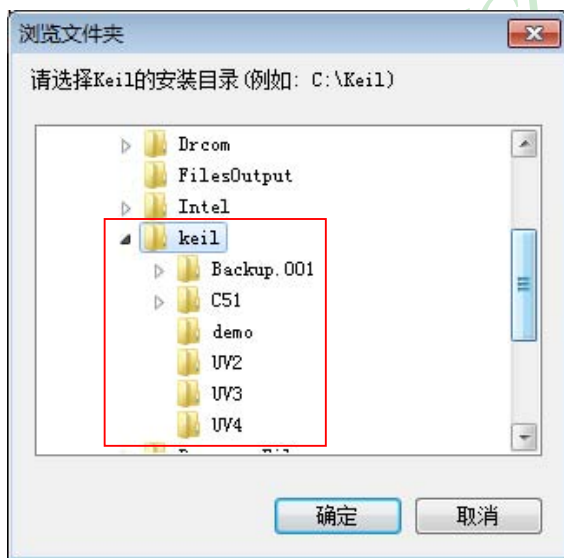 浏览文件夹
请选择Keil的安装目录(例如: C:\Keil)
Drcom
FilesOutput
Intel
keil
Backup.001
C51
demo
UV2
UV3
UV4
确定
取消